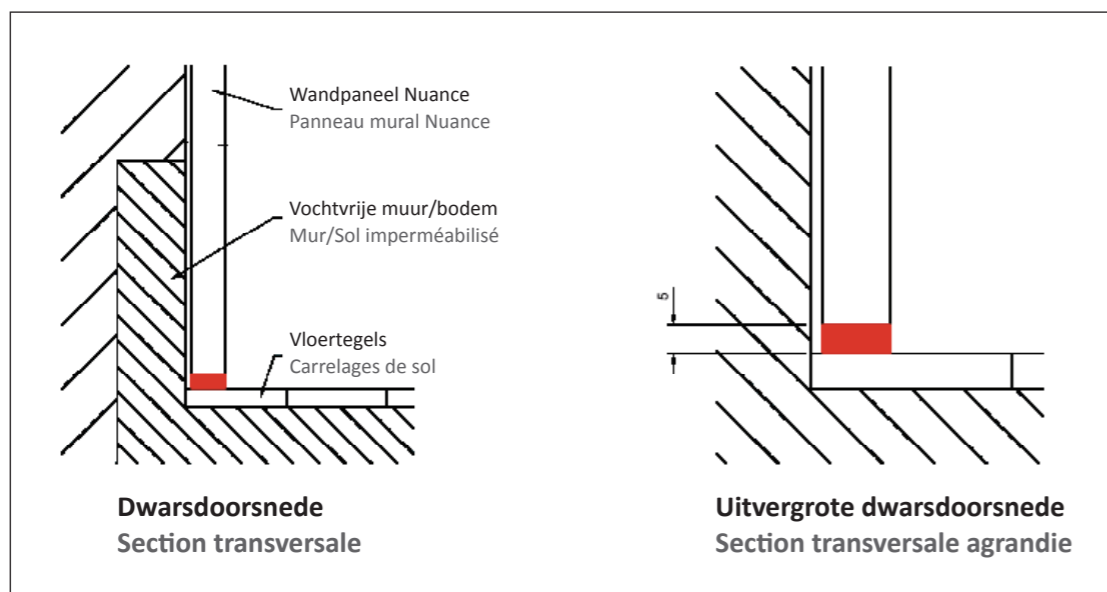 Wandpaneel Nuance
Panneau mural Nuance
Vochtvrije muur/bodem
Mur/Sol imperméabilisé
Vloertegels
Carrelages de sol
Dwarsdoorsnede
Section transversale
5
Uitvergrote dwarsdoorsnede
Section transversale agrandie